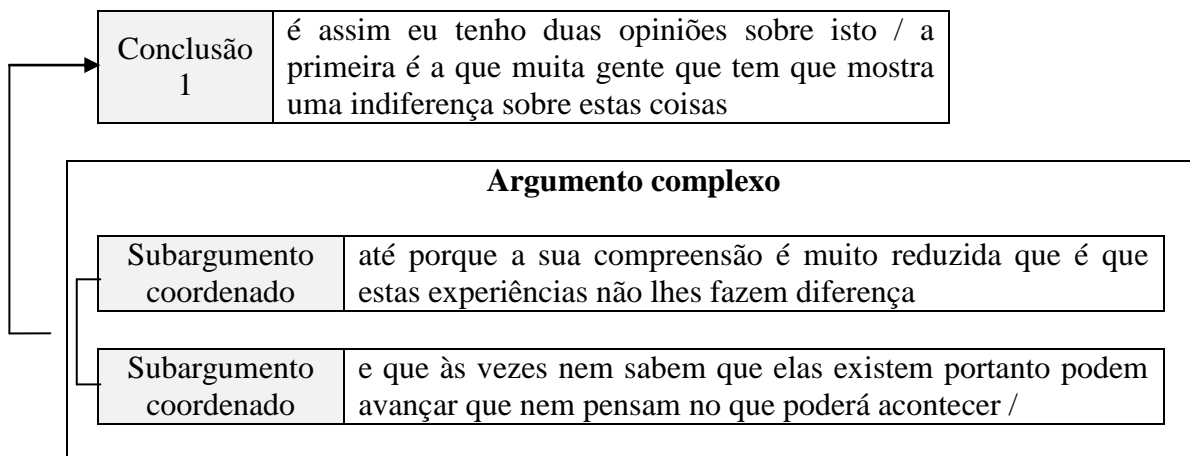 Conclusão
1
é assim eu tenho duas opiniões sobre isto / a
primeira é a que muita gente que tem que mostra
uma indiferença sobre estas coisas
Argumento complexo
Subargumento
coordenado
até porque a sua compreensão é muito reduzida que é que
estas experiências não lhes fazem diferença
Subargumento
coordenado
e que às vezes nem sabem que elas existem portanto podem
avançar que nem pensam no que poderá acontecer /